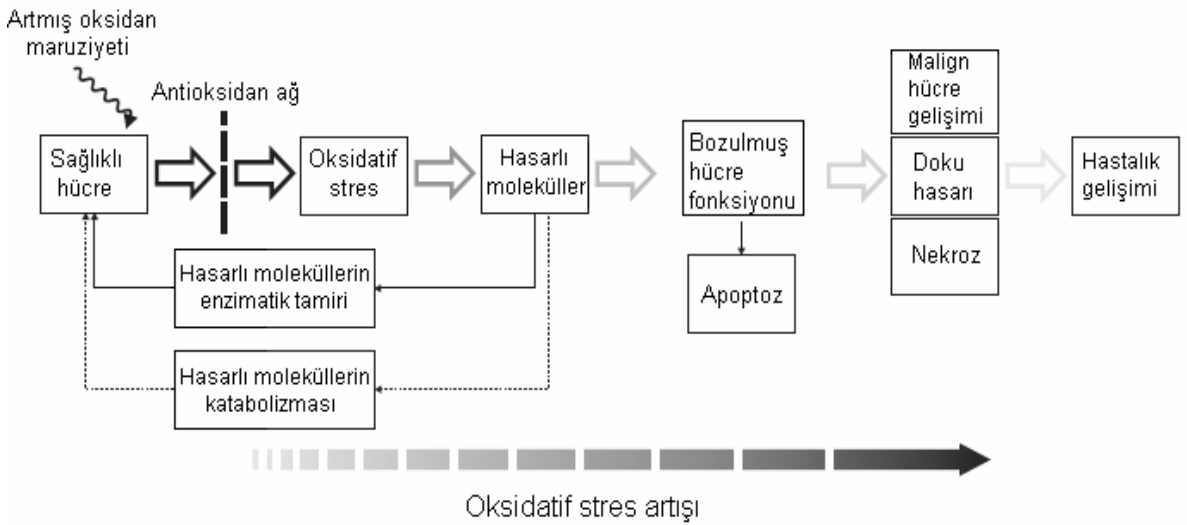 Artmış oksidan
maruziyeti
Antioksidan ağ
Sağlıklı
hücre
Oksidatif
stres
Hasarlı
moleküller
Bozulmuş
hücre
fonksiyonu
Malign
hücre
gelişimi
Doku
hasarı
Nekroz
Hastalık
gelişimi
Apoptoz
Hasarlı moleküllerin
enzimatik tamiri
Hasarlı moleküllerin
katabolizması
Oksidatif stres artışı